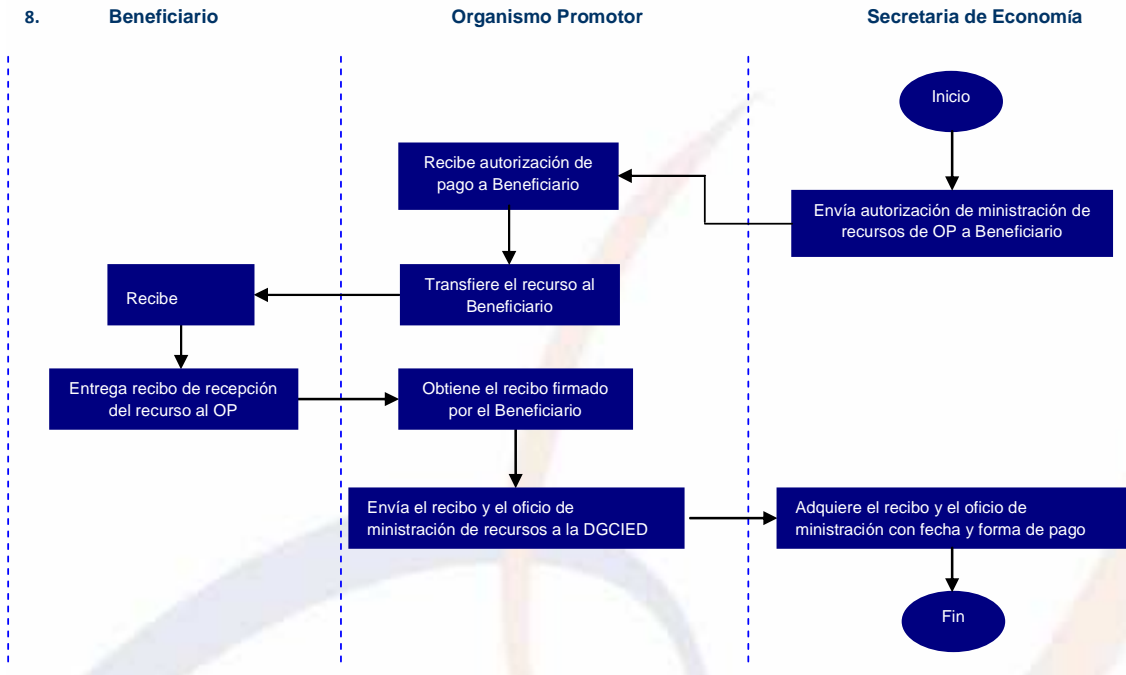 8. Beneficiario Organismo Promotor Secretaria de Economía
Inicio
Recibe autorización de
pago a Beneficiario
Envía autorización de ministración de
recursos de OP a Beneficiario
Transfiere el recurso al
Beneficiario
Recibe
Entrega recibo de recepción
del recurso al OP
Obtiene el recibo firmado
por el Beneficiario
Envía el recibo y el oficio de
ministración de recursos a la DGCIED
Adquiere el recibo y el oficio de
ministración con fecha y forma de pago
Fin